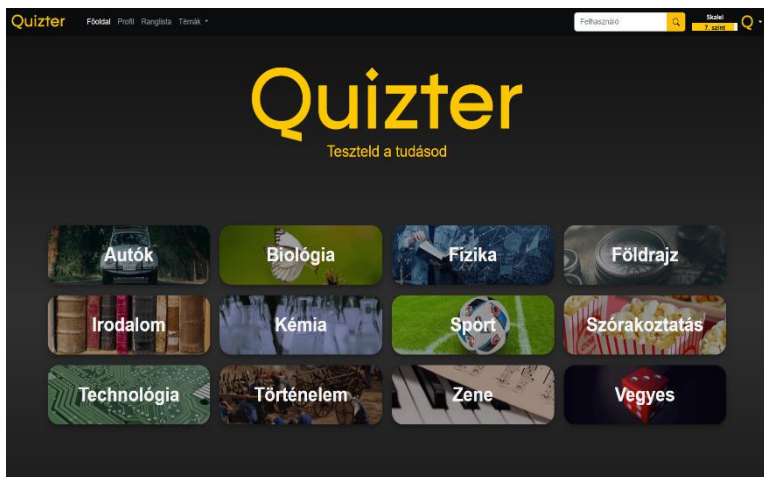 Quizter Főoldal Profil Ranglista Témák Felhasználó Skalei
7. szint
Quizter
Teszteld a tudásod
Autók Biológia Fizika Földrajz
Irodalom Kémia Sport Szórakoztatás
Technológia Történelem Zene Vegyes